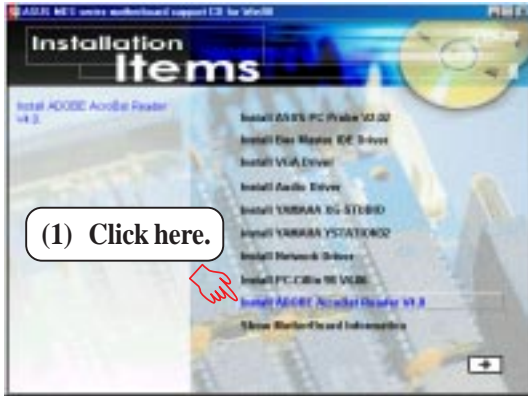 ASUS MES series motherboard support CD for Win98
Installation
Items
Install ADOBE Acrobat Reader
V4.0.
Install ASUS PC Probe V2.02
Install Bus Master IDE Driver
Install VGA Driver
Install Audio Driver
Install YAMAHA XG-STUDIO
Install YAMAHA YSTATION32
Install Network Driver
(1) Click here.
Install PC-Cillin 98
Install ADOBE Acrobat Reader V4.0
Show Motherboard Information